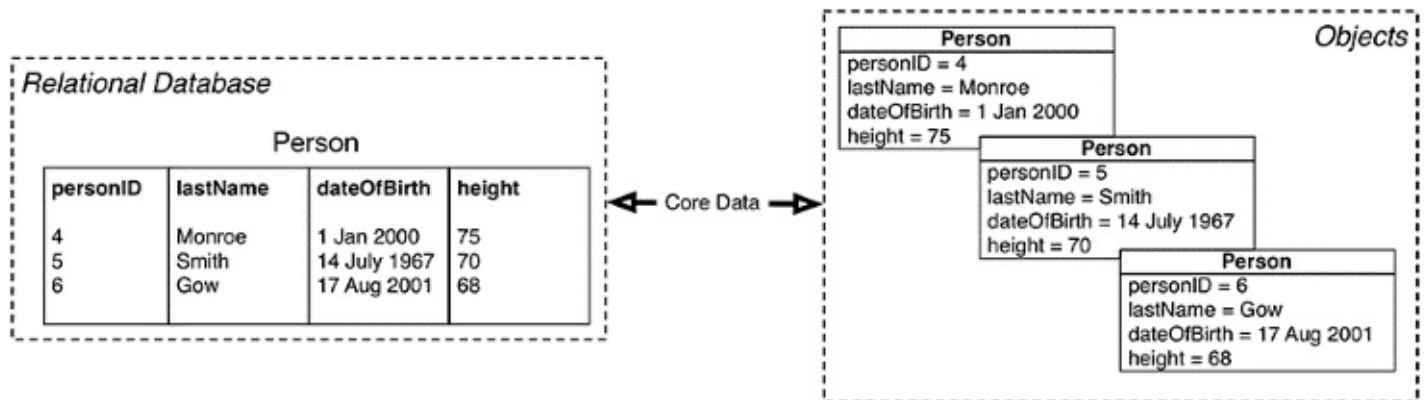 Relational Database
Person
personID lastName dateOfBirth height
4 Monroe 1 Jan 2000 75
5 Smith 14 July 1967 70
6 Gow 17 Aug 2001 68
Core Data
Objects
Person
personID = 4
lastName = Monroe
dateOfBirth = 1 Jan 2000
height = 75
Person
personID = 5
lastName = Smith
dateOfBirth = 14 July 1967
height = 70
Person
personID = 6
lastName = Gow
dateOfBirth = 17 Aug 2001
height = 68